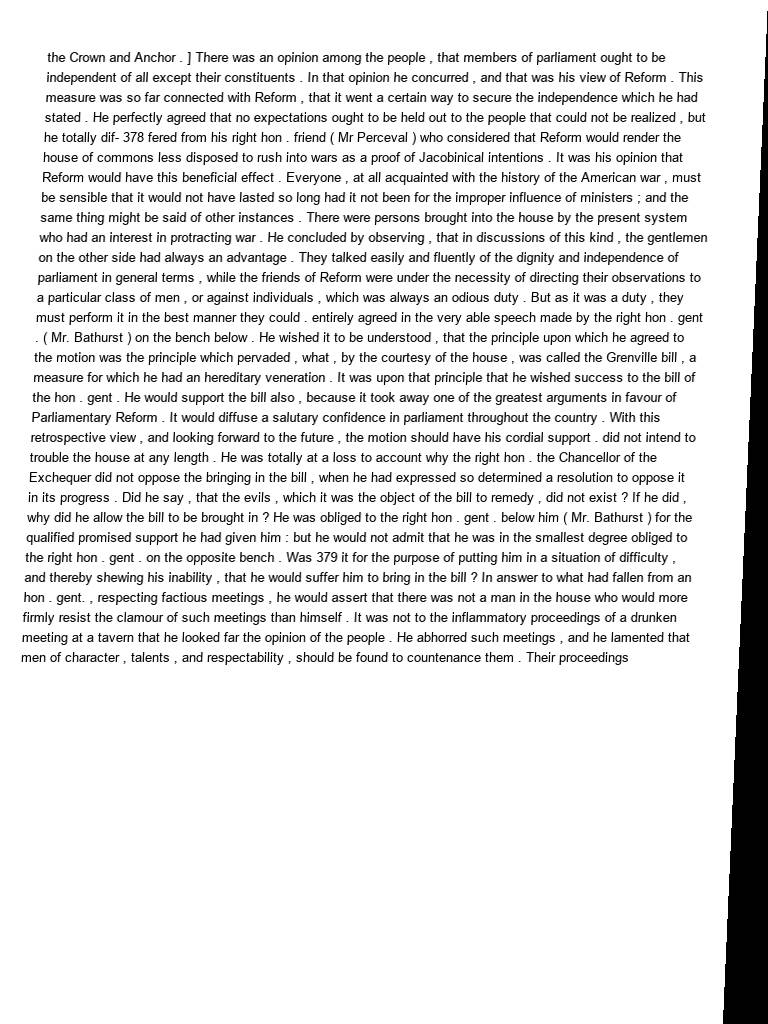 the Crown and Anchor . ] There was an opinion among the people , that members of parliament ought to be
independent of all except their constituents . In that opinion he concurred , and that was his view of Reform . This
measure was so far connected with Reform , that it went a certain way to secure the independence which he had
stated . He perfectly agreed that no expectations ought to be held out to the people that could not be realized , but
he totally dif- 378 fered from his right hon . friend ( Mr Perceval ) who considered that Reform would render the
house of commons less disposed to rush into wars as a proof of Jacobinical intentions . It was his opinion that
Reform would have this beneficial effect . Everyone , at all acquainted with the history of the American war , must
be sensible that it would not have lasted so long had it not been for the improper influence of ministers ; and the
same thing might be said of other instances . There were persons brought into the house by the present system
who had an interest in protracting war . He concluded by observing , that in discussions of this kind , the gentlemen
on the other side had always an advantage . They talked easily and fluently of the dignity and independence of
parliament in general terms , while the friends of Reform were under the necessity of directing their observations to
a particular class of men , or against individuals , which was always an odious duty . But as it was a duty , they
must perform it in the best manner they could . entirely agreed in the very able speech made by the right hon . gent
. ( Mr. Bathurst ) on the bench below . He wished it to be understood , that the principle upon which he agreed to
the motion was the principle which pervaded , what , by the courtesy of the house , was called the Grenville bill , a
measure for which he had an hereditary veneration . It was upon that principle that he wished success to the bill of
the hon . gent . He would support the bill also , because it took away one of the greatest arguments in favour of
Parliamentary Reform . It would diffuse a salutary confidence in parliament throughout the country . With this
retrospective view , and looking forward to the future , the motion should have his cordial support . did not intend to
trouble the house at any length . He was totally at a loss to account why the right hon . the Chancellor of the
Exchequer did not oppose the bringing in the bill , when he had expressed so determined a resolution to oppose it
in its progress . Did he say , that the evils , which it was the object of the bill to remedy , did not exist ? If he did ,
why did he allow the bill to be brought in ? He was obliged to the right hon . gent . below him ( Mr. Bathurst ) for the
qualified promised support he had given him : but he would not admit that he was in the smallest degree obliged to
the right hon . gent . on the opposite bench . Was 379 it for the purpose of putting him in a situation of difficulty ,
and thereby shewing his inability , that he would suffer him to bring in the bill ? In answer to what had fallen from an
hon . gent. , respecting factious meetings , he would assert that there was not a man in the house who would more
firmly resist the clamour of such meetings than himself . It was not to the inflammatory proceedings of a drunken
meeting at a tavern that he looked far the opinion of the people . He abhorred such meetings , and he lamented that
men of character , talents , and respectability , should be found to countenance them . Their proceedings